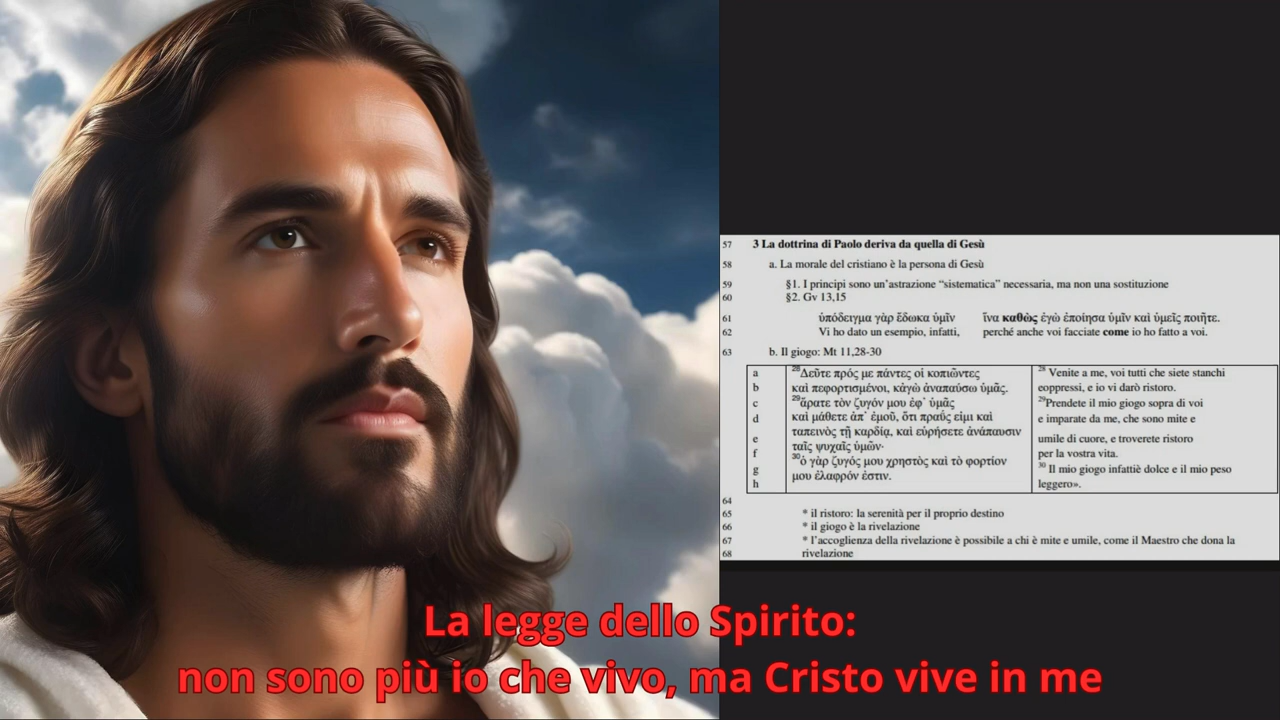 57 3 La dottrina di Paolo deriva da quella di Gesù
58 a. La morale del cristiano è la persona di Gesù
59 §1. I principi sono un'astrazione “sistematica” necessaria, ma non una sostituzione
60 §2. Gv 13,15
61 ὑπόδειγμα γὰρ ἔδωκα ὑμῖν ἵνα καθὼς ἐγὼ ἐποίησα ὑμῖν καὶ ὑμεῖς ποιῆτε.
62 Vi ho dato un esempio, infatti, perché anche voi facciate come io ho fatto a voi.
63 b. Il giogo: Mt 11,28-30
a
b
c
d
e
f
g
h
28Δεῦτε πρός με πάντες οἱ κοπιῶντες
καὶ πεφορτισμένοι, κἀγὼ ἀναπαύσω ὑμᾶς.
29ἄρατε τὸν ζυγόν μου ἐφ᾽ ὑμᾶς
καὶ μάθετε ἀπ᾽ ἐμοῦ, ὅτι πραΰς εἰμι καὶ
ταπεινὸς τῇ καρδίᾳ, καὶ εὑρήσετε ἀνάπαυσιν
ταῖς ψυχαῖς ὑμῶν·
30ὁ γὰρ ζυγός μου χρηστὸς καὶ τὸ φορτίον
μου ἐλαφρόν ἐστιν.
28 Venite a me, voi tutti che siete stanchi
eoppressi, e io vi darò ristoro.
29Prendete il mio giogo sopra di voi
e imparate da me, che sono mite e
umile di cuore, e troverete ristoro
per la vostra vita.
30 Il mio giogo infattiè dolce e il mio peso
leggero».
64
65 * il ristoro: la serenità per il proprio destino
66 * il giogo è la rivelazione
67 * l'accoglienza della rivelazione è possibile a chi è mite e umile, come il Maestro che dona la
68 rivelazione
La legge dello Spirito:
non sono più io che vivo, ma Cristo vive in me